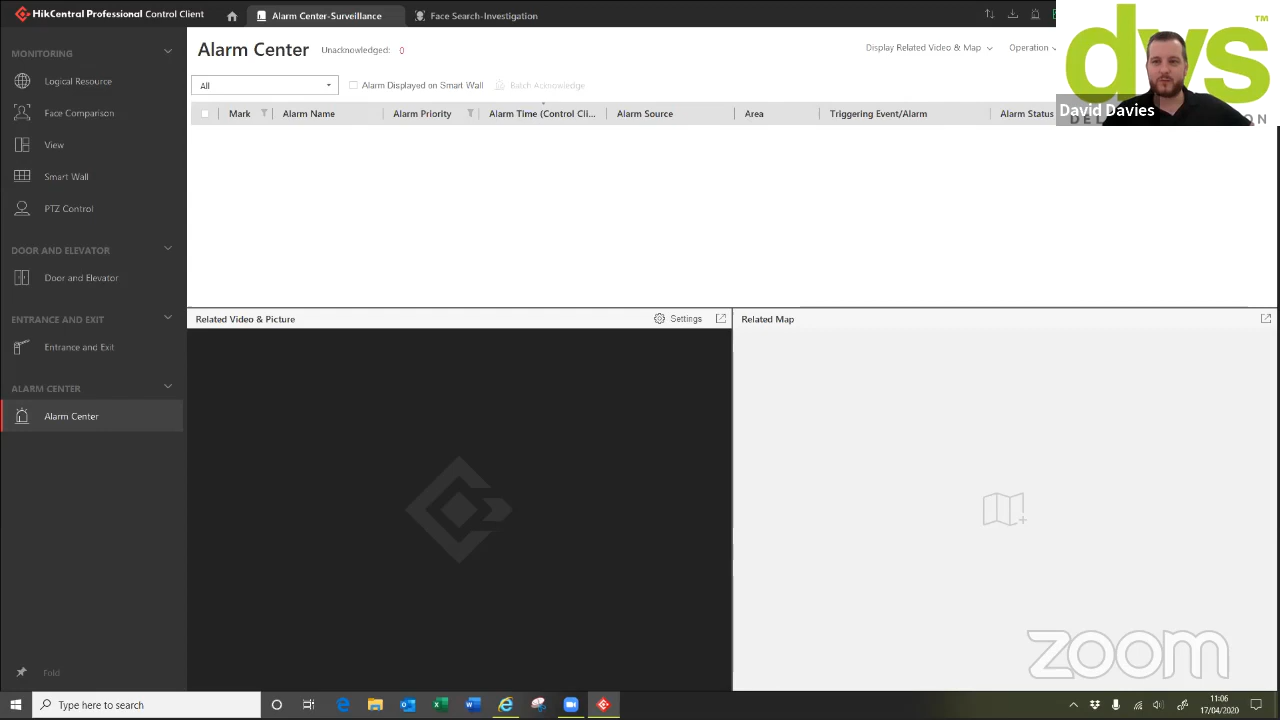 HikCentral Professional Control Client
Alarm Center-Surveillance
Face Search-Investigation
dvs™
David Davies
MONITORING
Logical Resource
Face Comparison
View
Smart Wall
PTZ Control
DOOR AND ELEVATOR
Door and Elevator
ENTRANCE AND EXIT
Entrance and Exit
ALARM CENTER
Alarm Center
Fold
Alarm Center
Unacknowledged: 0
Display Related Video & Map
Operation
All
Alarm Displayed on Smart Wall
Batch Acknowledge
Mark
Alarm Name
Alarm Priority
Alarm Time (Control Cli...
Alarm Source
Area
Triggering Event/Alarm
Alarm Status
Related Video & Picture
Settings
Related Map
zoom
Type here to search
11:06
17/04/2020